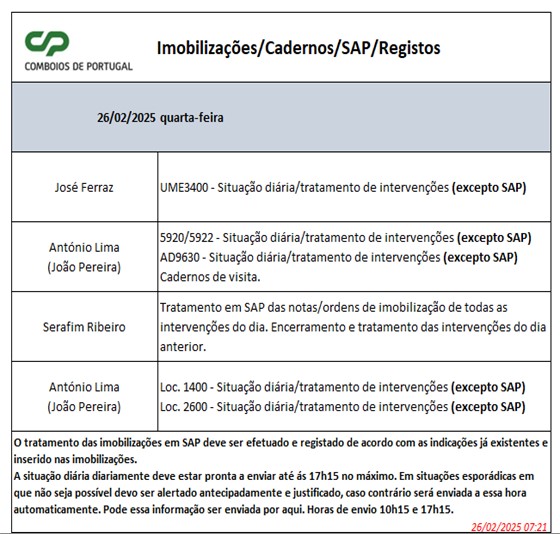 CP
COMBOIOS DE PORTUGAL
Imobilizações/Cadernos/SAP/Registos
26/02/2025 quarta-feira
José Ferraz
UME3400 - Situação diária/tratamento de intervenções (excepto SAP)
António Lima
(João Pereira)
5920/5922 - Situação diária/tratamento de intervenções (excepto SAP)
AD9630 - Situação diária/tratamento de intervenções (excepto SAP)
Cadernos de visita.
Serafim Ribeiro
Tratamento em SAP das notas/ordens de imobilização de todas as
intervenções do dia. Encerramento e tratamento das intervenções do dia
anterior.
António Lima
(João Pereira)
Loc. 1400 - Situação diária/tratamento de intervenções (excepto SAP)
Loc. 2600 - Situação diária/tratamento de intervenções (excepto SAP)
O tratamento das imobilizações em SAP deve ser efetuado e registado de acordo com as indicações já existentes e
inserido nas imobilizações.
A situação diária diariamente deve estar pronta a enviar até ás 17h15 no máximo. Em situações esporádicas em
que não seja possível devo ser alertado antecipadamente e justificado, caso contrário será enviada a essa hora
automaticamente. Pode essa informação ser enviada por aqui. Horas de envio 10h15 e 17h15.
26/02/2025 07:21